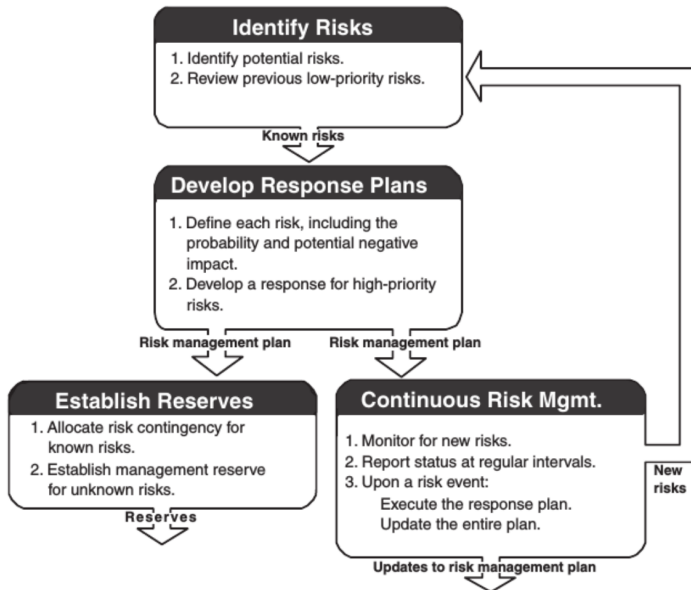 Identify Risks
1. Identify potential risks.
2. Review previous low-priority risks.
Known risks
Develop Response Plans
1. Define each risk, including the
probability and potential negative
impact.
2. Develop a response for high-priority
risks.
Risk management plan
Risk management plan
Establish Reserves
1. Allocate risk contingency for
known risks.
2. Establish management reserve
for unknown risks.
Reserves
Continuous Risk Mgmt.
1. Monitor for new risks.
2. Report status at regular intervals.
3. Upon a risk event:
Execute the response plan.
Update the entire plan.
New
risks
Updates to risk management plan